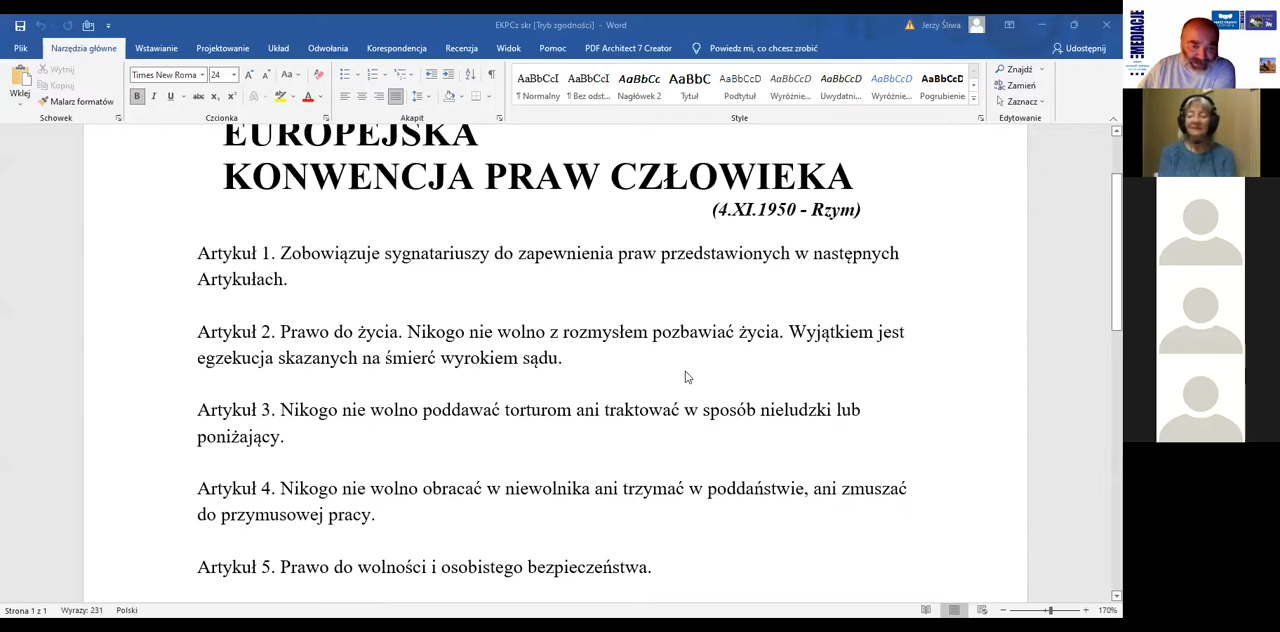 EKPCz skr [Tryb zgodności] - Word
Jerzy Śliwa
Plik Narzędzia główne Wstawianie Projektowanie Układ Odwołania Korespondencja Recenzja Widok Pomoc PDF Architect 7 Creator Powiedz mi, co chcesz zrobić Udostępnij
Wklej
Wytnij
Kopiuj
Malarz formatów
Schowek
Times New Roma 24
Czcionka
Akapit
AaBbCcI AaBbCcI AaBbCc AaBbC AaBbCcD AaBbCcD AaBbCcD AaBbCcD AaBbCcD
¶ Normalny ¶ Bez odst... Nagłówek 2 Tytuł Podtytuł Wyróżnie... Uwydatni... Wyróżnie... Pogrubienie
Style
Znajdź
Zamień
Zaznacz
Edytowanie
EUROPEJSKA
KONWENCJA PRAW CZŁOWIEKA
(4.XI.1950 - Rzym)
Artykuł 1. Zobowiązuje sygnatariuszy do zapewnienia praw przedstawionych w następnych
Artykułach.
Artykuł 2. Prawo do życia. Nikogo nie wolno z rozmysłem pozbawiać życia. Wyjątkiem jest
egzekucja skazanych na śmierć wyrokiem sądu.
Artykuł 3. Nikogo nie wolno poddawać torturom ani traktować w sposób nieludzki lub
poniżający.
Artykuł 4. Nikogo nie wolno obracać w niewolnika ani trzymać w poddaństwie, ani zmuszać
do przymusowej pracy.
Artykuł 5. Prawo do wolności i osobistego bezpieczeństwa.
Strona 1 z 1 Wyrazy: 231 Polski
170%
MEDIACJE